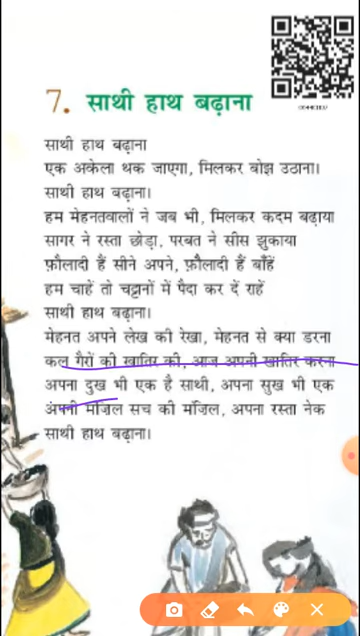 7. साथी हाथ बढ़ाना
साथी हाथ बढ़ाना
एक अकेला थक जाएगा, मिलकर बोझ उठाना।
साथी हाथ बढ़ाना।
हम मेहनतवालों ने जब भी, मिलकर कदम बढ़ाया
सागर ने रस्ता छोड़ा, परबत ने सीस झुकाया
फ़ौलादी हैं सीने अपने, फ़ौलादी हैं बाँहें
हम चाहें तो चट्टानों में पैदा कर दें राहें
साथी हाथ बढ़ाना।
मेहनत अपने लेख की रेखा, मेहनत से क्या डरना
कल गैरों की खातिर की, आज अपनी खातिर करना
अपना दुख भी एक है साथी, अपना सुख भी एक
अपनी मंजिल सच की मंजिल, अपना रस्ता नेक
साथी हाथ बढ़ाना।